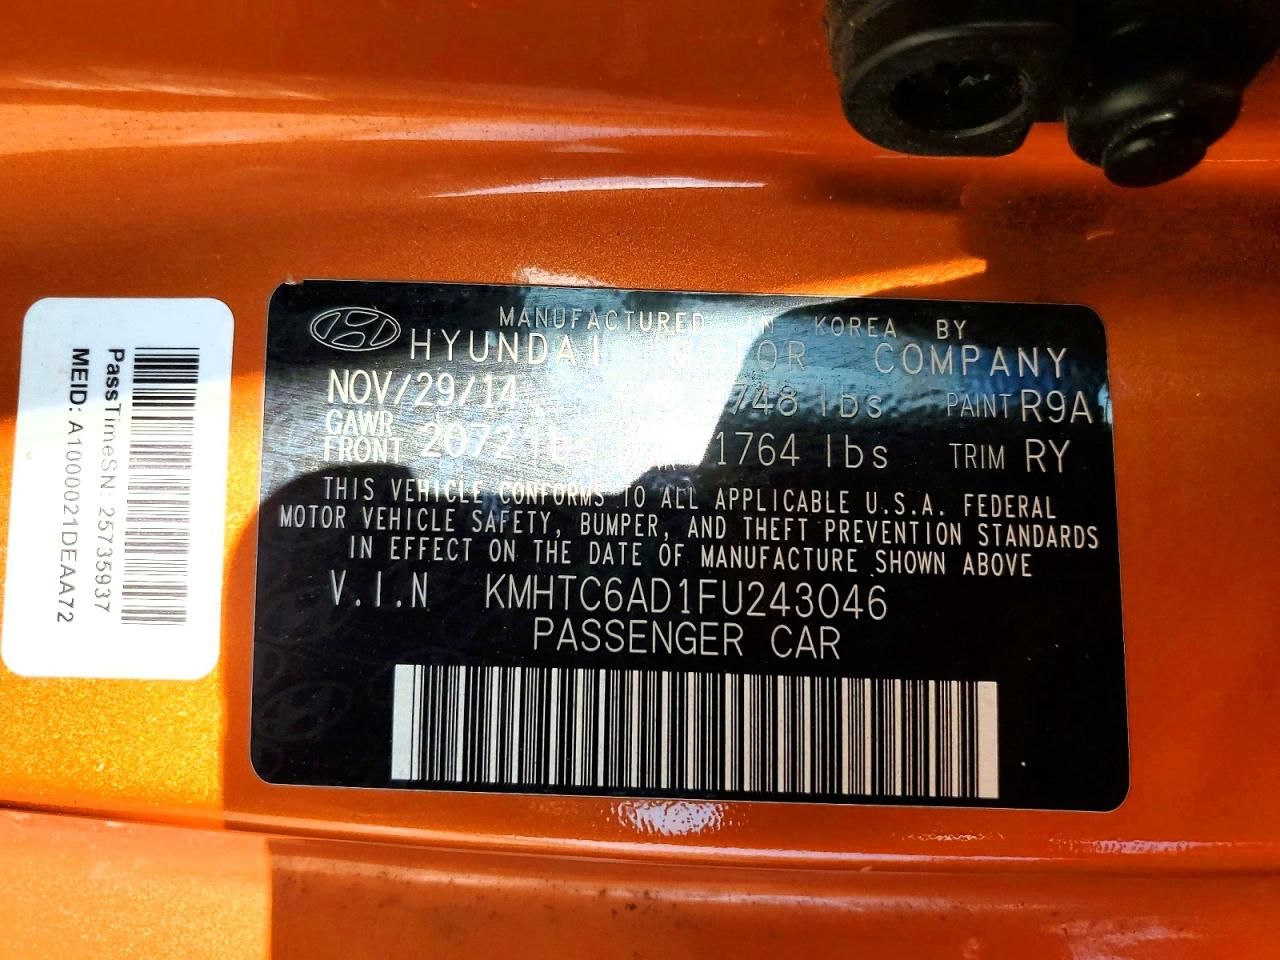 MANUFACTURED IN KOREA BY
HYUNDAI MOTOR COMPANY
NOV/29/14 748 lbs PAINT R9A
GAWR
FRONT 2072 lbs 1764 lbs TRIM RY
THIS VEHICLE CONFORMS TO ALL APPLICABLE U.S.A. FEDERAL
MOTOR VEHICLE SAFETY, BUMPER, AND THEFT PREVENTION STANDARDS
IN EFFECT ON THE DATE OF MANUFACTURE SHOWN ABOVE
V.I.N KMHTC6AD1FU243046
PASSENGER CAR
PassTimeSN: 25735937
MEID: A1000021DEAA72